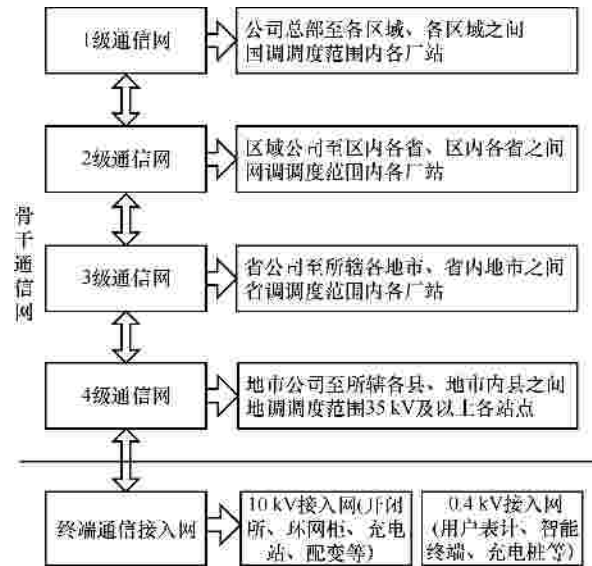 1级通信网
公司总部至各区域、各区域之间
国调调度范围内各厂站
2级通信网
区域公司至区内各省、区内各省之间
网调调度范围内各厂站
骨干通信网
3级通信网
省公司至所辖各地市、省内地市之间
省调调度范围内各厂站
4级通信网
地市公司至所辖各县、地市内县之间
地调调度范围35 kV及以上各站点
终端通信接入网
10 kV接入网(开闭
所、环网柜、充电
站、配变等)
0.4 kV接入网
(用户表计、智能
终端、充电桩等)